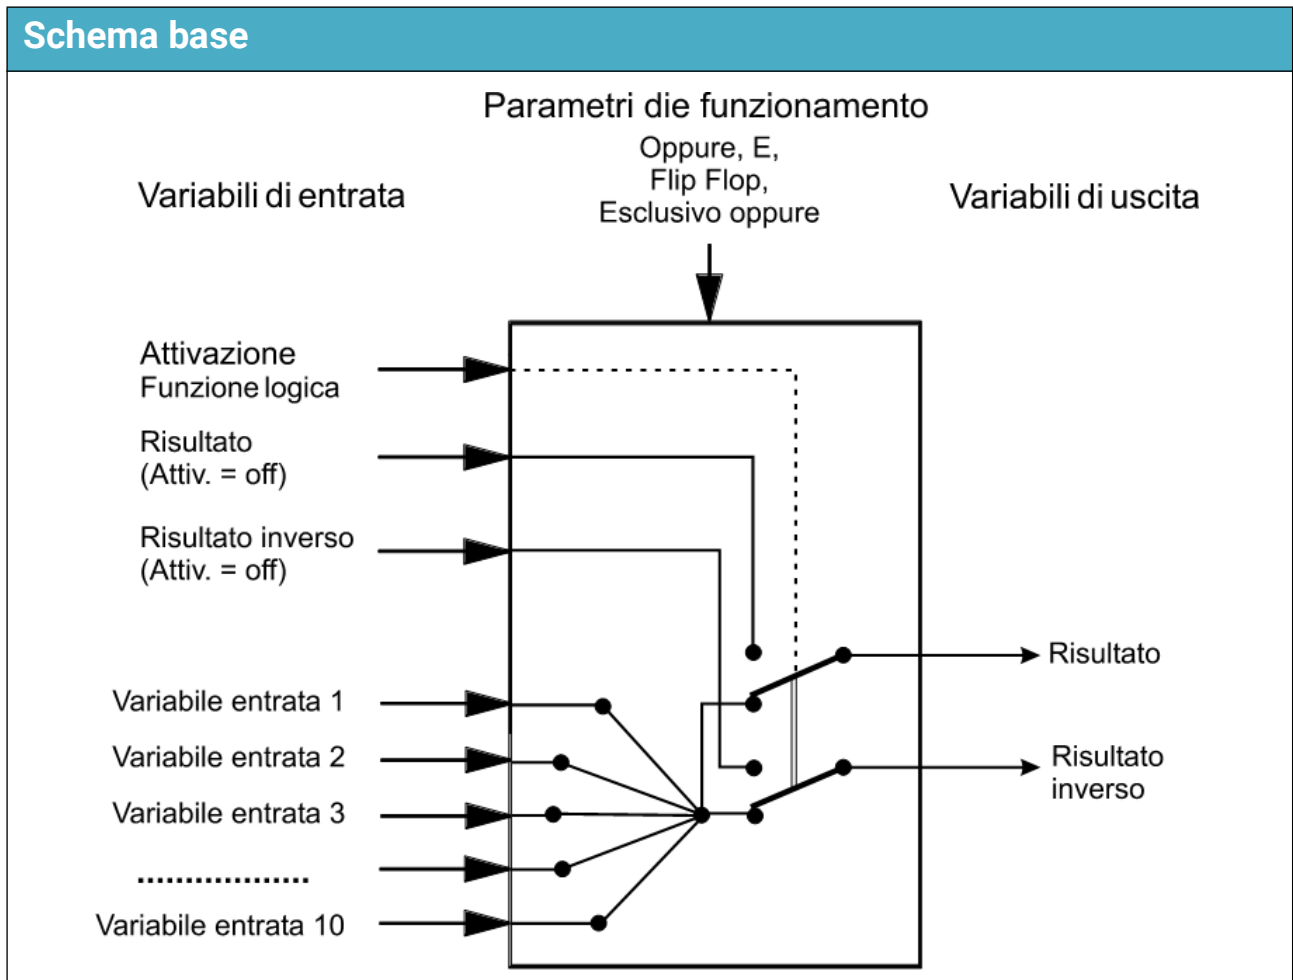 Schema base
Parametri die funzionamento
Oppure, E,
Flip Flop,
Esclusivo oppure
Variabili di entrata
Variabili di uscita
Attivazione
Funzione logica
Risultato
(Attiv. = off)
Risultato inverso
(Attiv. = off)
Risultato
Variabile entrata 1
Variabile entrata 2
Risultato
inverso
Variabile entrata 3
..................
Variabile entrata 10